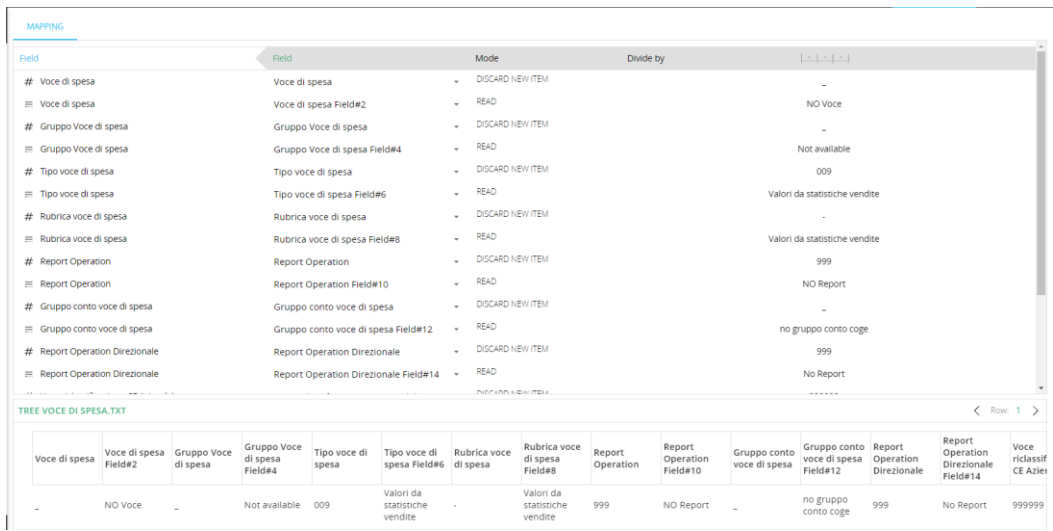 MAPPING
Field Field Mode Divide by
# Voce di spesa Voce di spesa DISCARD NEW ITEM _
Voce di spesa Voce di spesa Field#2 READ NO Voce
# Gruppo Voce di spesa Gruppo Voce di spesa DISCARD NEW ITEM _
Gruppo Voce di spesa Gruppo Voce di spesa Field#4 READ Not available
# Tipo voce di spesa Tipo voce di spesa DISCARD NEW ITEM 009
Tipo voce di spesa Tipo voce di spesa Field#6 READ Valori da statistiche vendite
# Rubrica voce di spesa Rubrica voce di spesa DISCARD NEW ITEM -
Rubrica voce di spesa Rubrica voce di spesa Field#8 READ Valori da statistiche vendite
# Report Operation Report Operation DISCARD NEW ITEM 999
Report Operation Report Operation Field#10 READ NO Report
# Gruppo conto voce di spesa Gruppo conto voce di spesa DISCARD NEW ITEM _
Gruppo conto voce di spesa Gruppo conto voce di spesa Field#12 READ no gruppo conto coge
# Report Operation Direzionale Report Operation Direzionale DISCARD NEW ITEM 999
Report Operation Direzionale Report Operation Direzionale Field#14 READ No Report
TREE VOCE DI SPESA.TXT < Row: 1 >
Voce di spesa
Voce di spesa
Field#2
Gruppo Voce
di spesa
Gruppo Voce
di spesa
Field#4
Tipo voce di
spesa
Tipo voce di
spesa Field#6
Rubrica voce
di spesa
Rubrica voce
di spesa
Field#8
Report
Operation
Report
Operation
Field#10
Gruppo conto
voce di spesa
Gruppo conto
voce di spesa
Field#12
Report
Operation
Direzionale
Report
Operation
Direzionale
Field#14
Voce
riclassif
CE Azien
_
NO Voce
_
Not available
009
Valori da
statistiche
vendite
-
Valori da
statistiche
vendite
999
NO Report
_
no gruppo
conto coge
999
No Report
999999